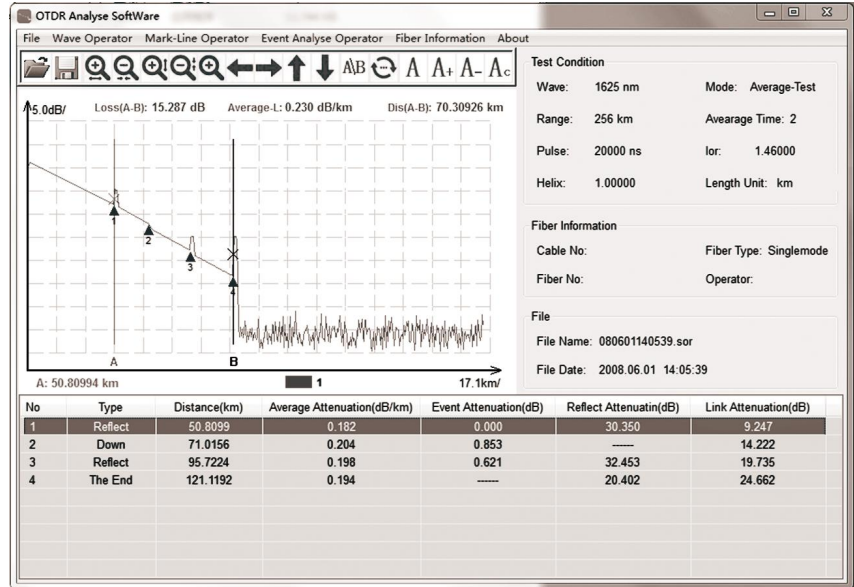 OTDR Analyse SoftWare
File Wave Operator Mark-Line Operator Event Analyse Operator Fiber Information About
A\B A A+ A- Ac
5.0dB/ Loss(A-B): 15.287 dB Average-L: 0.230 dB/km Dis(A-B): 70.30926 km
1
2
3
4
A B
A: 50.80994 km 1 17.1km/
Test Condition
Wave: 1625 nm Mode: Average-Test
Range: 256 km Avearage Time: 2
Pulse: 20000 ns Ior: 1.46000
Helix: 1.00000 Length Unit: km
Fiber Information
Cable No: Fiber Type: Singlemode
Fiber No: Operator:
File
File Name: 080601140539.sor
File Date: 2008.06.01 14:05:39
No Type Distance(km) Average Attenuation(dB/km) Event Attenuation(dB) Reflect Attenuatin(dB) Link Attenuation(dB)
1 Reflect 50.8099 0.182 0.000 30.350 9.247
2 Down 71.0156 0.204 0.853 ------ 14.222
3 Reflect 95.7224 0.198 0.621 32.453 19.735
4 The End 121.1192 0.194 ------ 20.402 24.662